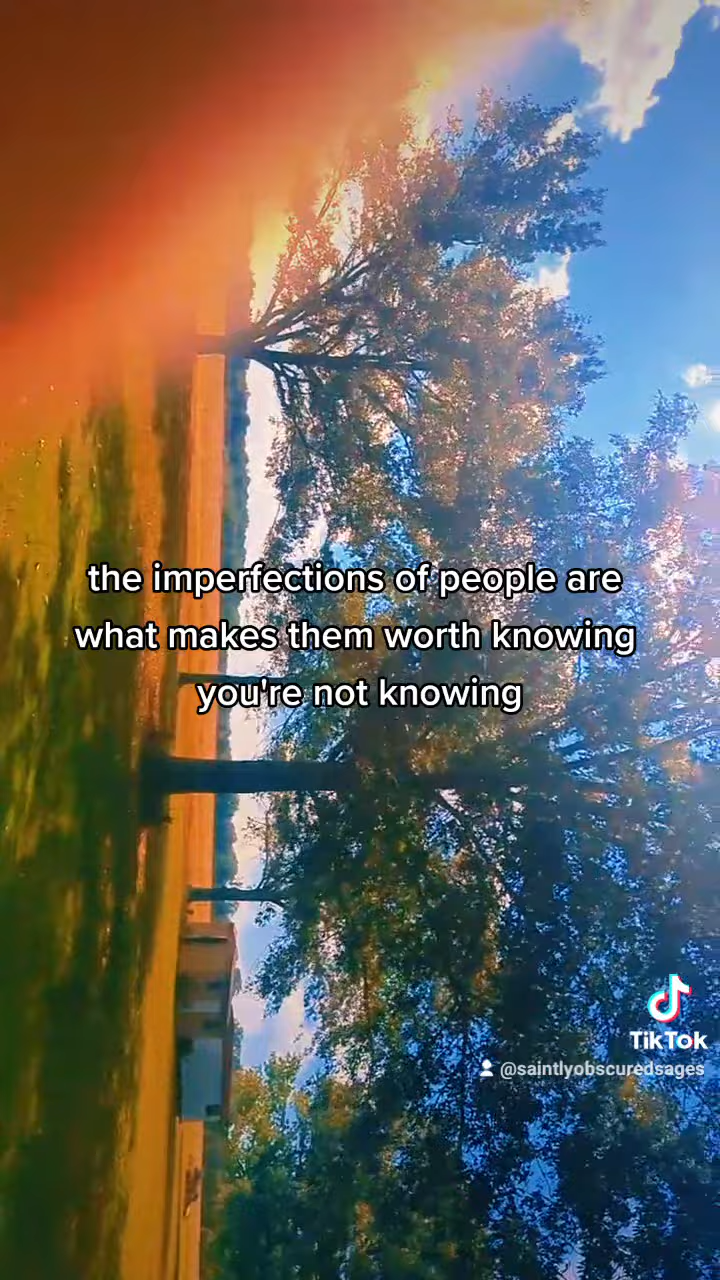 the imperfections of people are
what makes them worth knowing
you're not knowing
TikTok
@saintlyobscuredsages